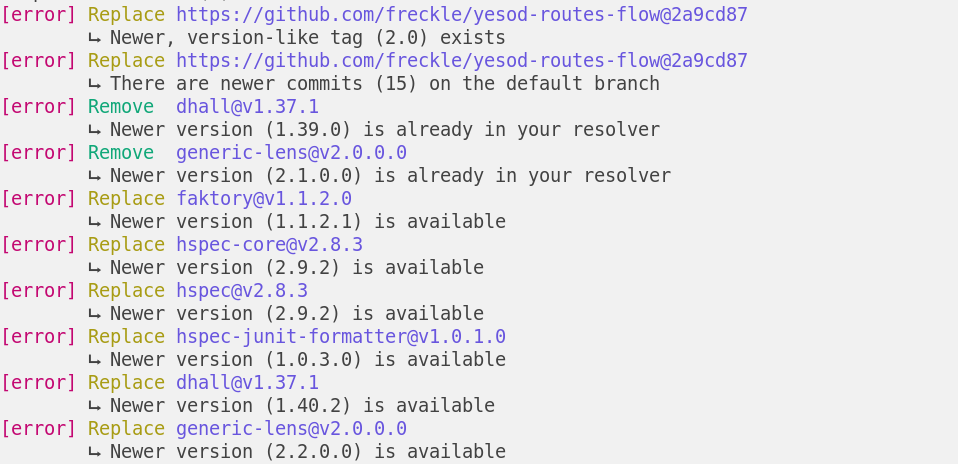 [error] Replace https://github.com/freckle/yesod-routes-flow@2a9cd87
↳ Newer, version-like tag (2.0) exists
[error] Replace https://github.com/freckle/yesod-routes-flow@2a9cd87
↳ There are newer commits (15) on the default branch
[error] Remove dhall@v1.37.1
↳ Newer version (1.39.0) is already in your resolver
[error] Remove generic-lens@v2.0.0.0
↳ Newer version (2.1.0.0) is already in your resolver
[error] Replace faktory@v1.1.2.0
↳ Newer version (1.1.2.1) is available
[error] Replace hspec-core@v2.8.3
↳ Newer version (2.9.2) is available
[error] Replace hspec@v2.8.3
↳ Newer version (2.9.2) is available
[error] Replace hspec-junit-formatter@v1.0.1.0
↳ Newer version (1.0.3.0) is available
[error] Replace dhall@v1.37.1
↳ Newer version (1.40.2) is available
[error] Replace generic-lens@v2.0.0.0
↳ Newer version (2.2.0.0) is available